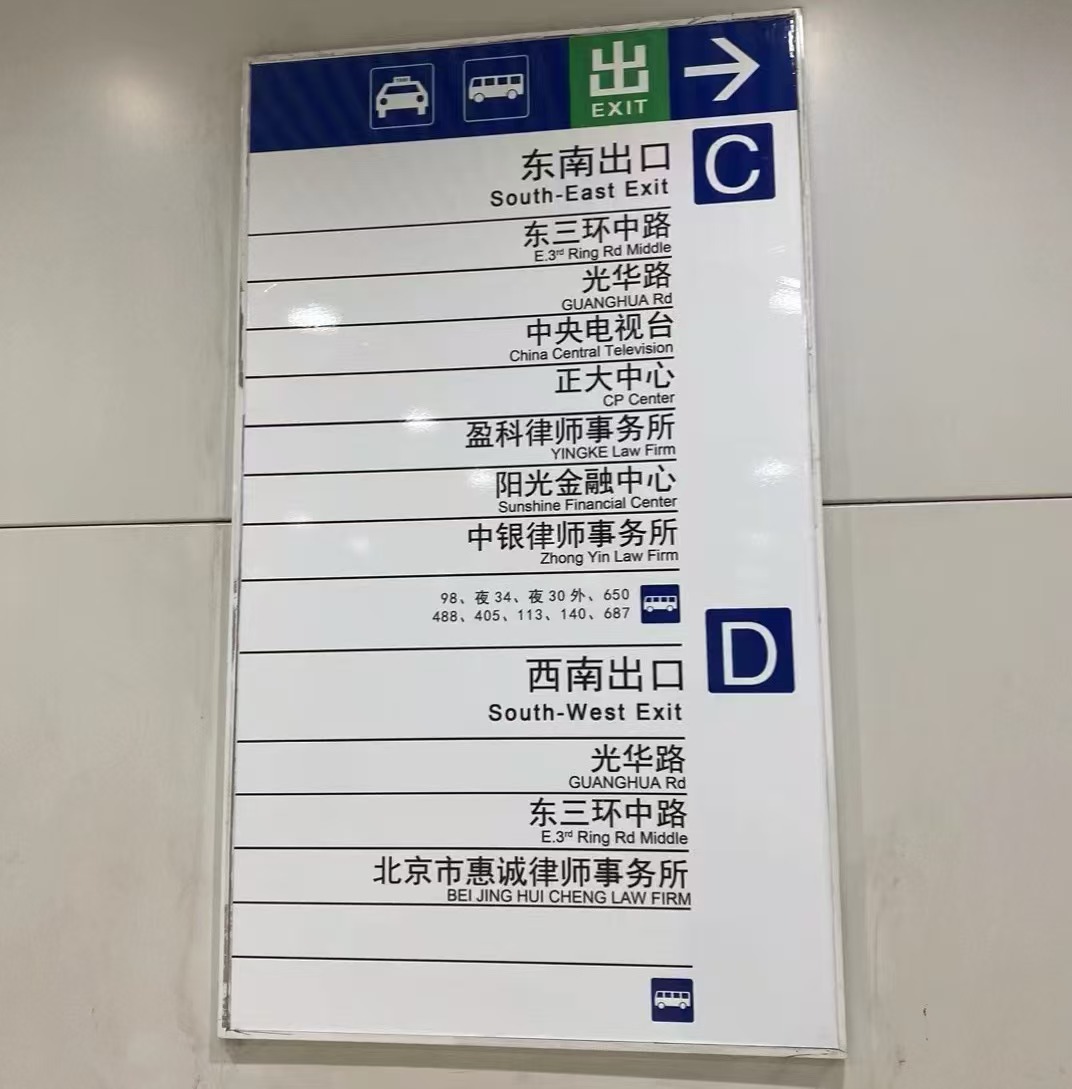 TAXI
出
EXIT
东南出口
C
South-East Exit
东三环中路
E.3rd Ring Rd Middle
光华路
GUANGHUA Rd
中央电视台
China Central Television
正大中心
CP Center
盈科律师事务所
YINGKE Law Firm
阳光金融中心
Sunshine Financial Center
中银律师事务所
Zhong Yin Law Firm
98、夜34、夜30外、650
488、405、113、140、687
西南出口
D
South-West Exit
光华路
GUANGHUA Rd
东三环中路
E.3rd Ring Rd Middle
北京市惠诚律师事务所
BEI JING HUI CHENG LAW FIRM